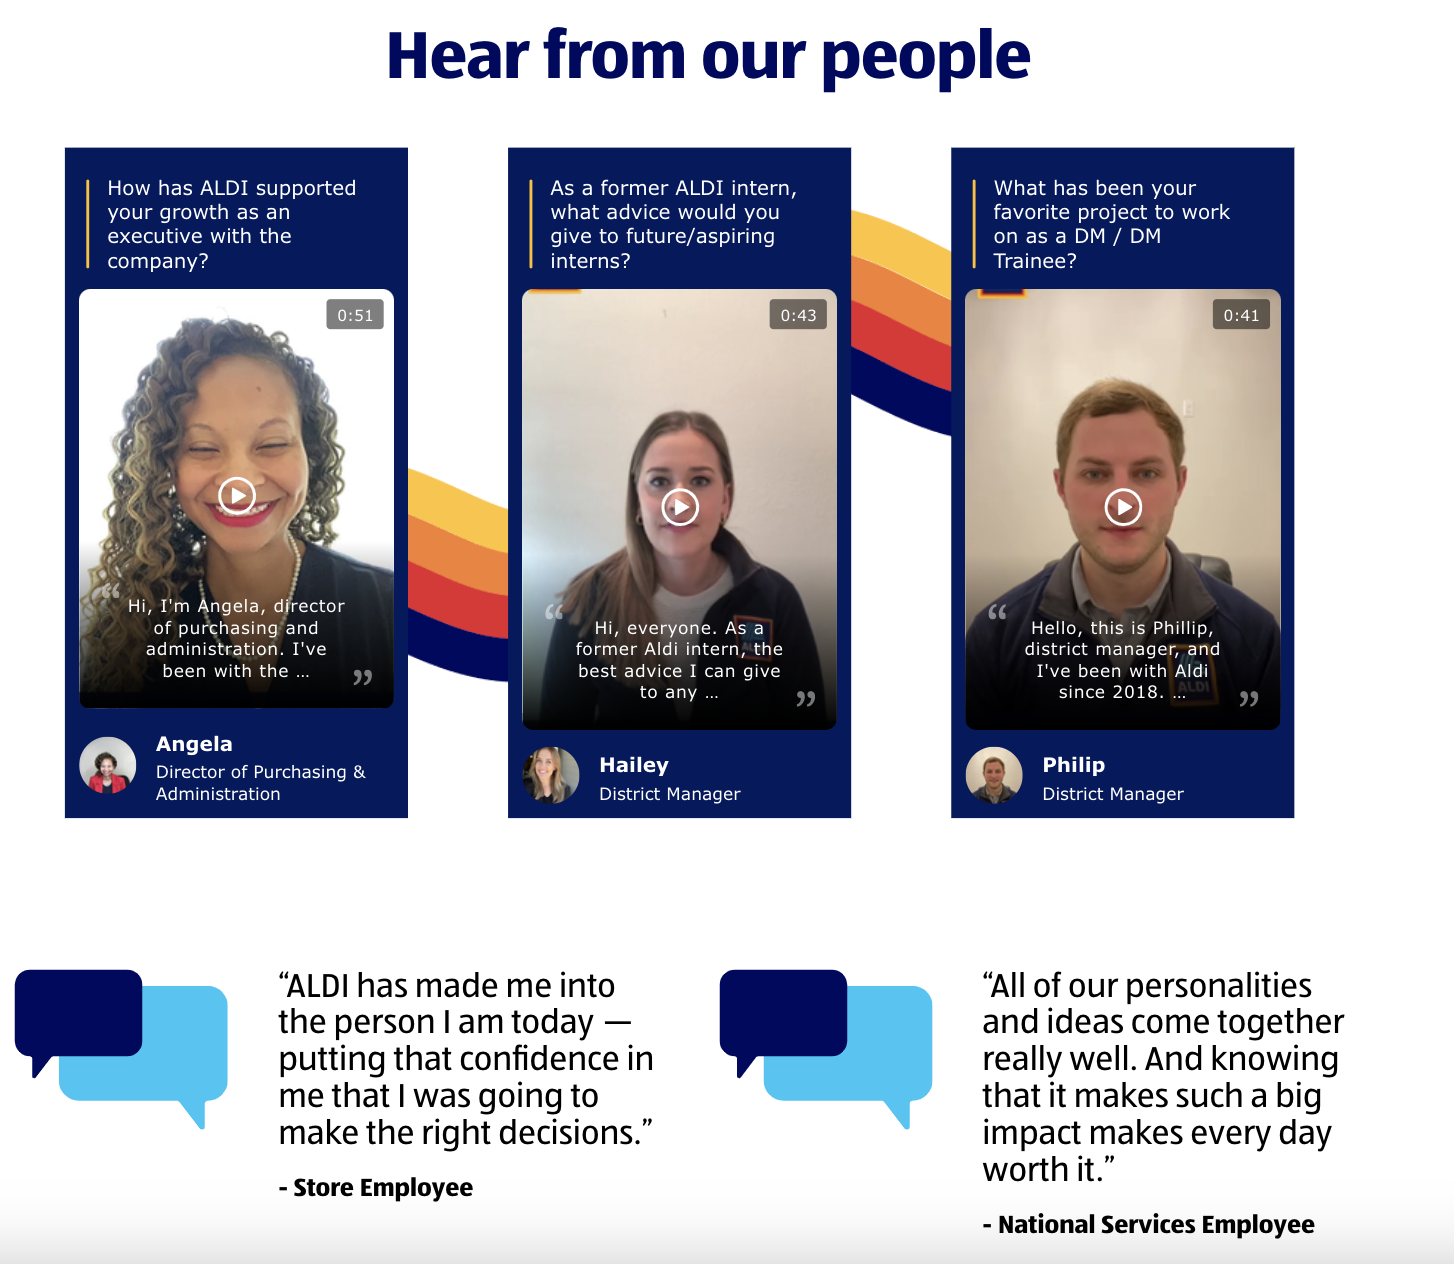 Hear from our people
How has ALDI supported
your growth as an
executive with the
company?
0:51
“
Hi, I'm Angela, director
of purchasing and
administration. I've
been with the ...
”
Angela
Director of Purchasing &
Administration
As a former ALDI intern,
what advice would you
give to future/aspiring
interns?
0:43
“
Hi, everyone. As a
former Aldi intern, the
best advice I can give
to any ...
”
Hailey
District Manager
What has been your
favorite project to work
on as a DM / DM
Trainee?
0:41
“
Hello, this is Phillip,
district manager, and
I've been with Aldi
since 2018. ...
ALDI
”
Philip
District Manager
“ALDI has made me into
the person I am today —
putting that confidence in
me that I was going to
make the right decisions.”
- Store Employee
“All of our personalities
and ideas come together
really well. And knowing
that it makes such a big
impact makes every day
worth it.”
- National Services Employee